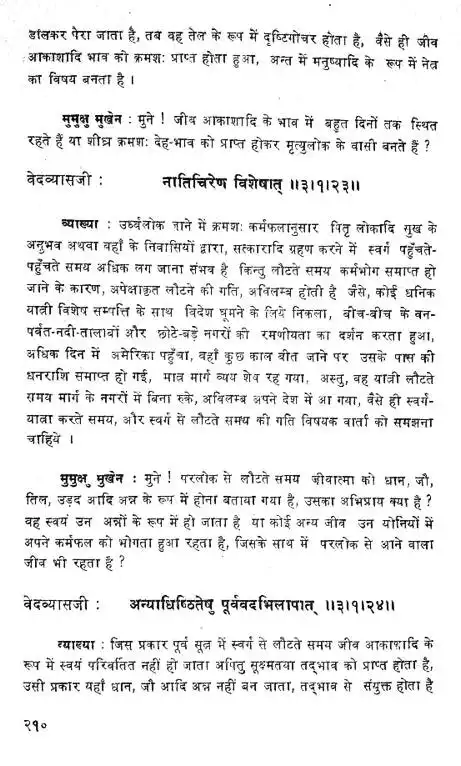 डालकर पेरा जाता है, तब वह तेल के रूप में दृष्टिगोचर होता है, वैसे ही जीव
आकाशादि भाव को क्रमशः प्राप्त होता हुआ, अन्त में मनुष्यादि के रूप में नेत्र
का विषय बनता है ।
मुमुक्षु मुखेन : मुने ! जीव आकाशादि के भाव में बहुत दिनों तक स्थित
रहते हैं या शीघ्र क्रमशः देह-भाव को प्राप्त होकर मृत्युलोक के वासी बनते हैं ?
वेदव्यासजी : नातिचिरेण विशेषात् ॥३।१।२३॥
व्याख्या : उर्ध्वलोक जाने में क्रमशः कर्मफलानुसार पितृ लोकादि सुख के
अनुभव अथवा यहाँ के निवासियों द्वारा, सत्कारादि ग्रहण करने में स्वर्ग पहुँचते-
पहुँचते समय अधिक लग जाना संभव है किन्तु लौटते समय कर्मभोग समाप्त हो
जाने के कारण, अपेक्षाकृत लौटने की गति, अविलम्ब होती है जैसे, कोई धनिक
यात्री विशेष सम्पत्ति के साथ विदेश घूमने के लिये निकला, बीच-बीच के वन-
पर्वत-नदी-तालाबों और छोटे-बड़े नगरों की रमणीयता का दर्शन करता हुआ,
अधिक दिन में अमेरिका पहुँचा, वहाँ कुछ काल बीत जाने पर उसके पास की
धनराशि समाप्त हो गई, मात्र मार्ग व्यय शेष रह गया, अस्तु, वह यात्री लौटते
समय मार्ग के नगरों में बिना रुके, अविलम्ब अपने देश में आ गया, वैसे ही स्वर्ग-
यात्रा करते समय, और स्वर्ग से लौटते समय की गति विषयक वार्ता को समझना
चाहिये ।
मुमुक्षु मुखेन : मुने ! परलोक से लौटते समय जीवात्मा को धान, जौ,
तिल, उड़द आदि अन्न के रूप में होना बताया गया है, उसका अभिप्राय क्या है ?
वह स्वयं उन अन्नों के रूप में हो जाता है या कोई अन्य जीव उन योनियों में
अपने कर्मफल को भोगता हुआ रहता है, जिसके साथ में परलोक से आने वाला
जीव भी रहता है ?
वेदव्यासजी : अन्याधिष्ठितेषु पूर्ववदभिलापात् ॥३।१।२४॥
व्याख्या : जिस प्रकार पूर्व सूत्र में स्वर्ग से लौटते समय जीव आकाशादि के
रूप में स्वयं परिवर्तित नहीं हो जाता अपितु सूक्ष्मतया तद्भाव को प्राप्त होता है,
उसी प्रकार यहाँ धान, जौ आदि अन्न नहीं बन जाता, तद्भाव से संयुक्त होता है
२१०